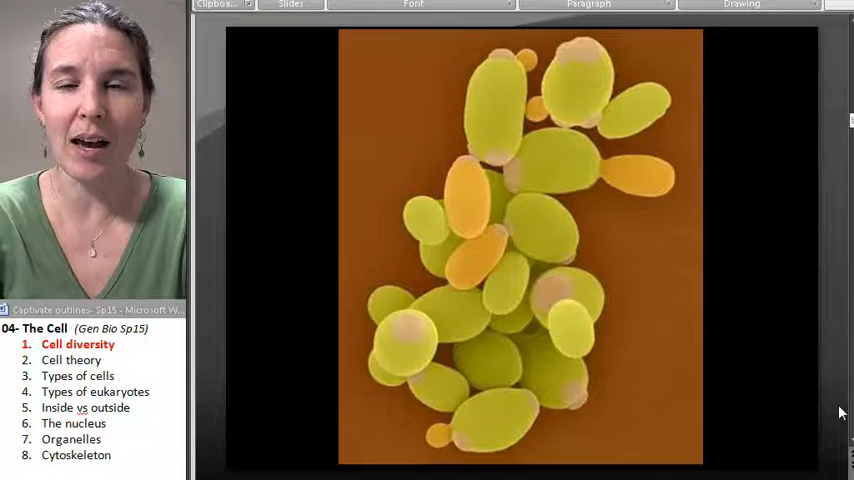 Clipboa...
Slides
Font
Paragraph
Drawing
Captivate outlines- Sp15 - Microsoft W...
04- The Cell (Gen Bio Sp15)
1. Cell diversity
2. Cell theory
3. Types of cells
4. Types of eukaryotes
5. Inside vs outside
6. The nucleus
7. Organelles
8. Cytoskeleton